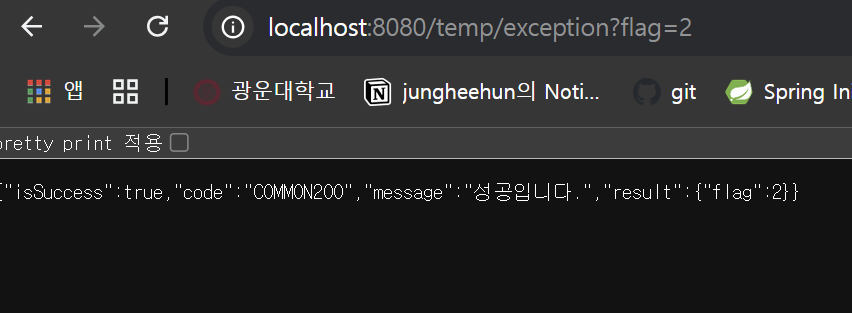 localhost:8080/temp/exception?flag=2
앱 광운대학교 jungheehun의 Noti... git Spring Ini
pretty print 적용
{"isSuccess":true,"code":"COMMON200","message":"성공입니다.","result":{"flag":2}}